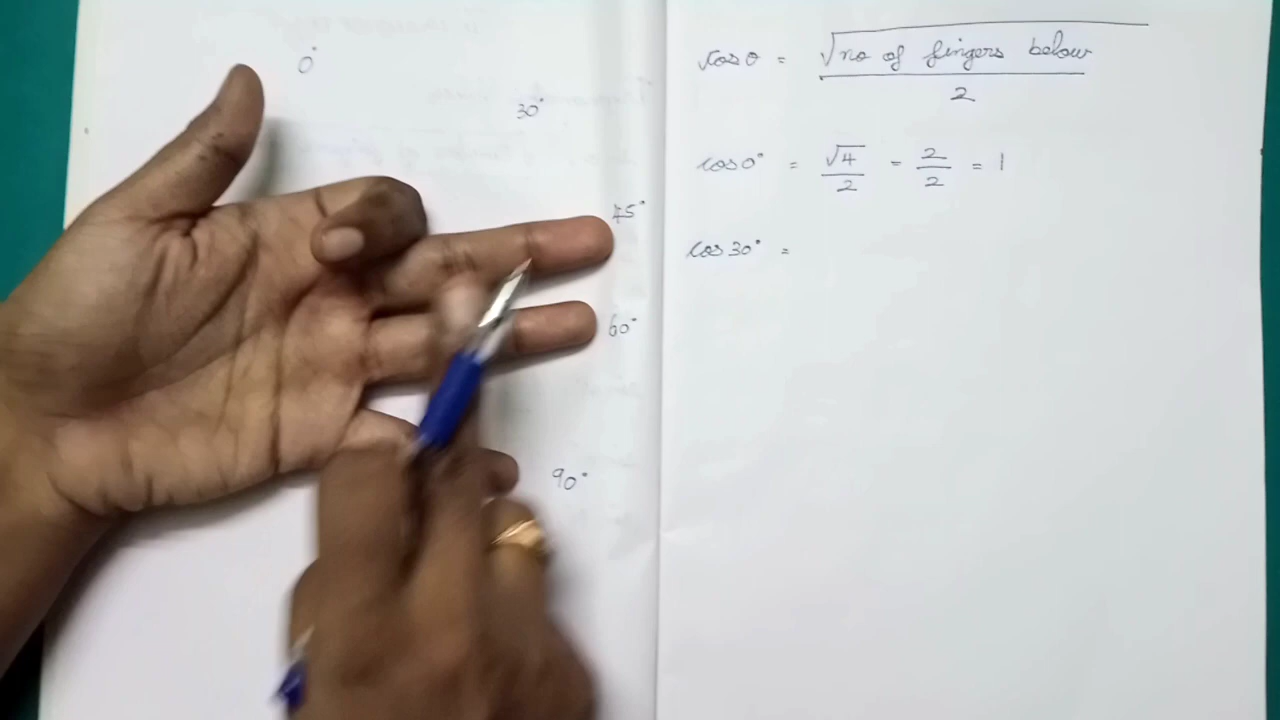 0°
30°
45°
60°
90°
cos θ = √no of fingers below / 2
cos 0° = √4 / 2 = 2 / 2 = 1
cos 30° =